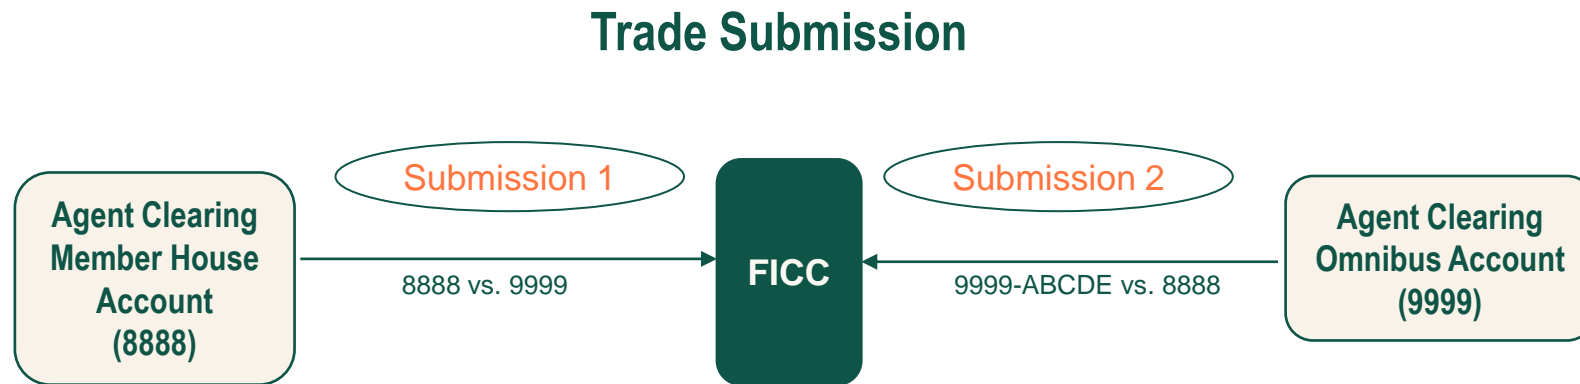 Trade Submission
Submission 1
Submission 2
Agent Clearing
Member House
Account
(8888)
8888 vs. 9999
FICC
9999-ABCDE vs. 8888
Agent Clearing
Omnibus Account
(9999)